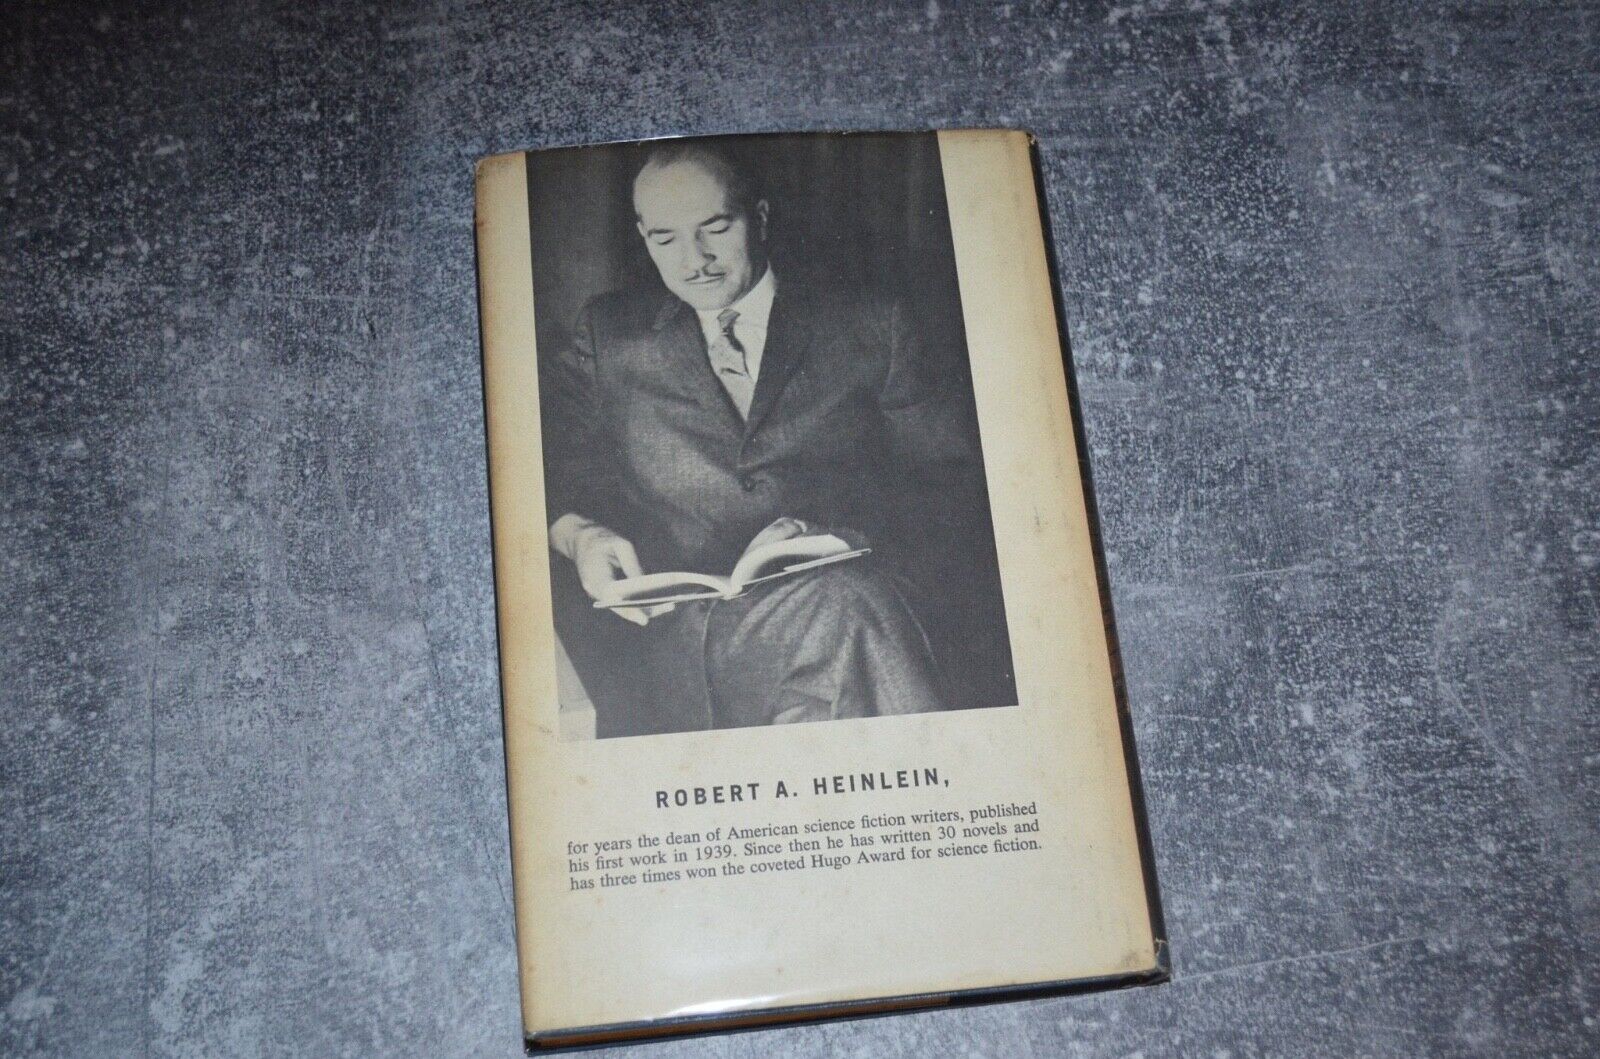 ROBERT A. HEINLEIN,
for years the dean of American science fiction writers, published
his first work in 1939. Since then he has written 30 novels and
has three times won the coveted Hugo Award for science fiction.